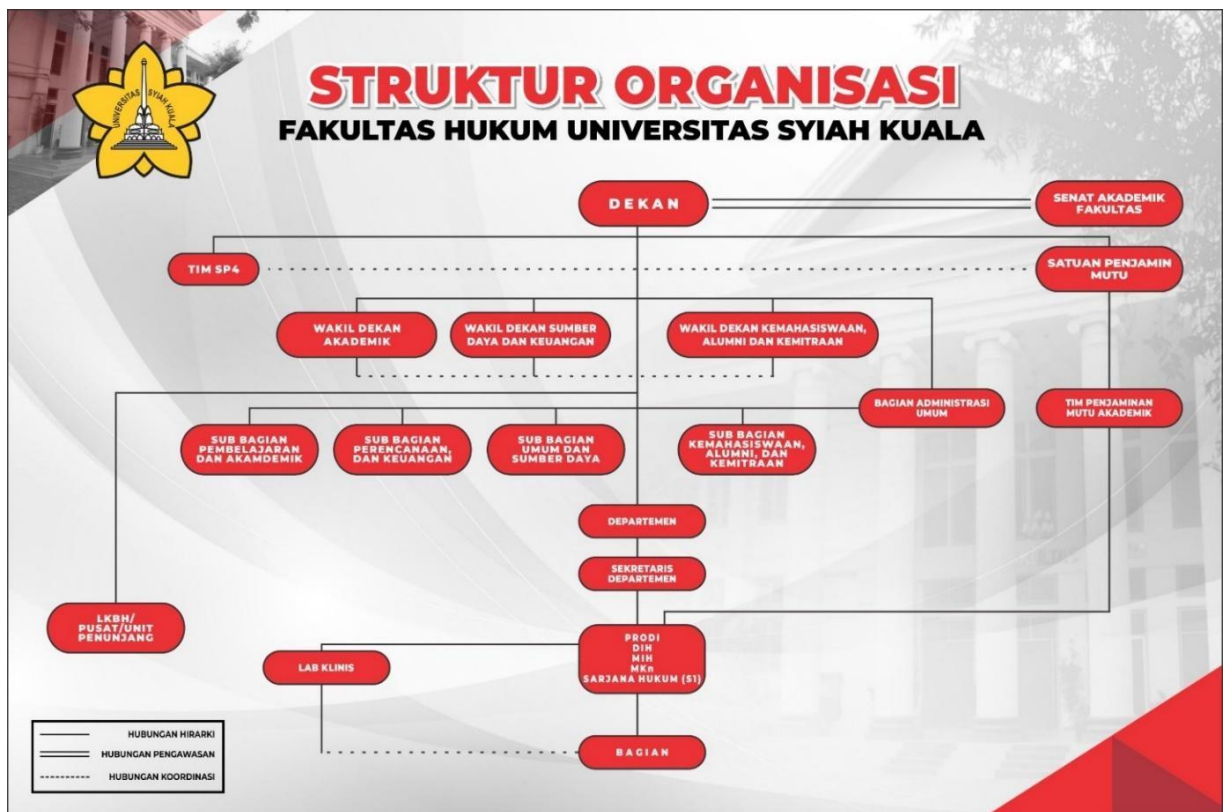 UNIVERSITAS SYIAH KUALA
STRUKTUR ORGANISASI
FAKULTAS HUKUM UNIVERSITAS SYIAH KUALA
DEKAN
SENAT AKADEMIK
FAKULTAS
TIM SP4
SATUAN PENJAMIN
MUTU
WAKIL DEKAN
AKADEMIK
WAKIL DEKAN SUMBER
DAYA DAN KEUANGAN
WAKIL DEKAN KEMAHASISWAAN,
ALUMNI DAN KEMITRAAN
BAGIAN ADMINISTRASI
UMUM
TIM PENJAMINAN
MUTU AKADEMIK
SUB BAGIAN
PEMBELAJARAN
DAN AKAMDEMIK
SUB BAGIAN
PERENCANAAN,
DAN KEUANGAN
SUB BAGIAN
UMUM DAN
SUMBER DAYA
SUB BAGIAN
KEMAHASISWAAN,
ALUMNI, DAN
KEMITRAAN
DEPARTEMEN
SEKRETARIS
DEPARTEMEN
LKBH/
PUSAT/UNIT
PENUNJANG
PRODI
DIH
MIH
MKn
SARJANA HUKUM (S1)
LAB KLINIS
BAGIAN
HUBUNGAN HIRARKI
HUBUNGAN PENGAWASAN
HUBUNGAN KOORDINASI